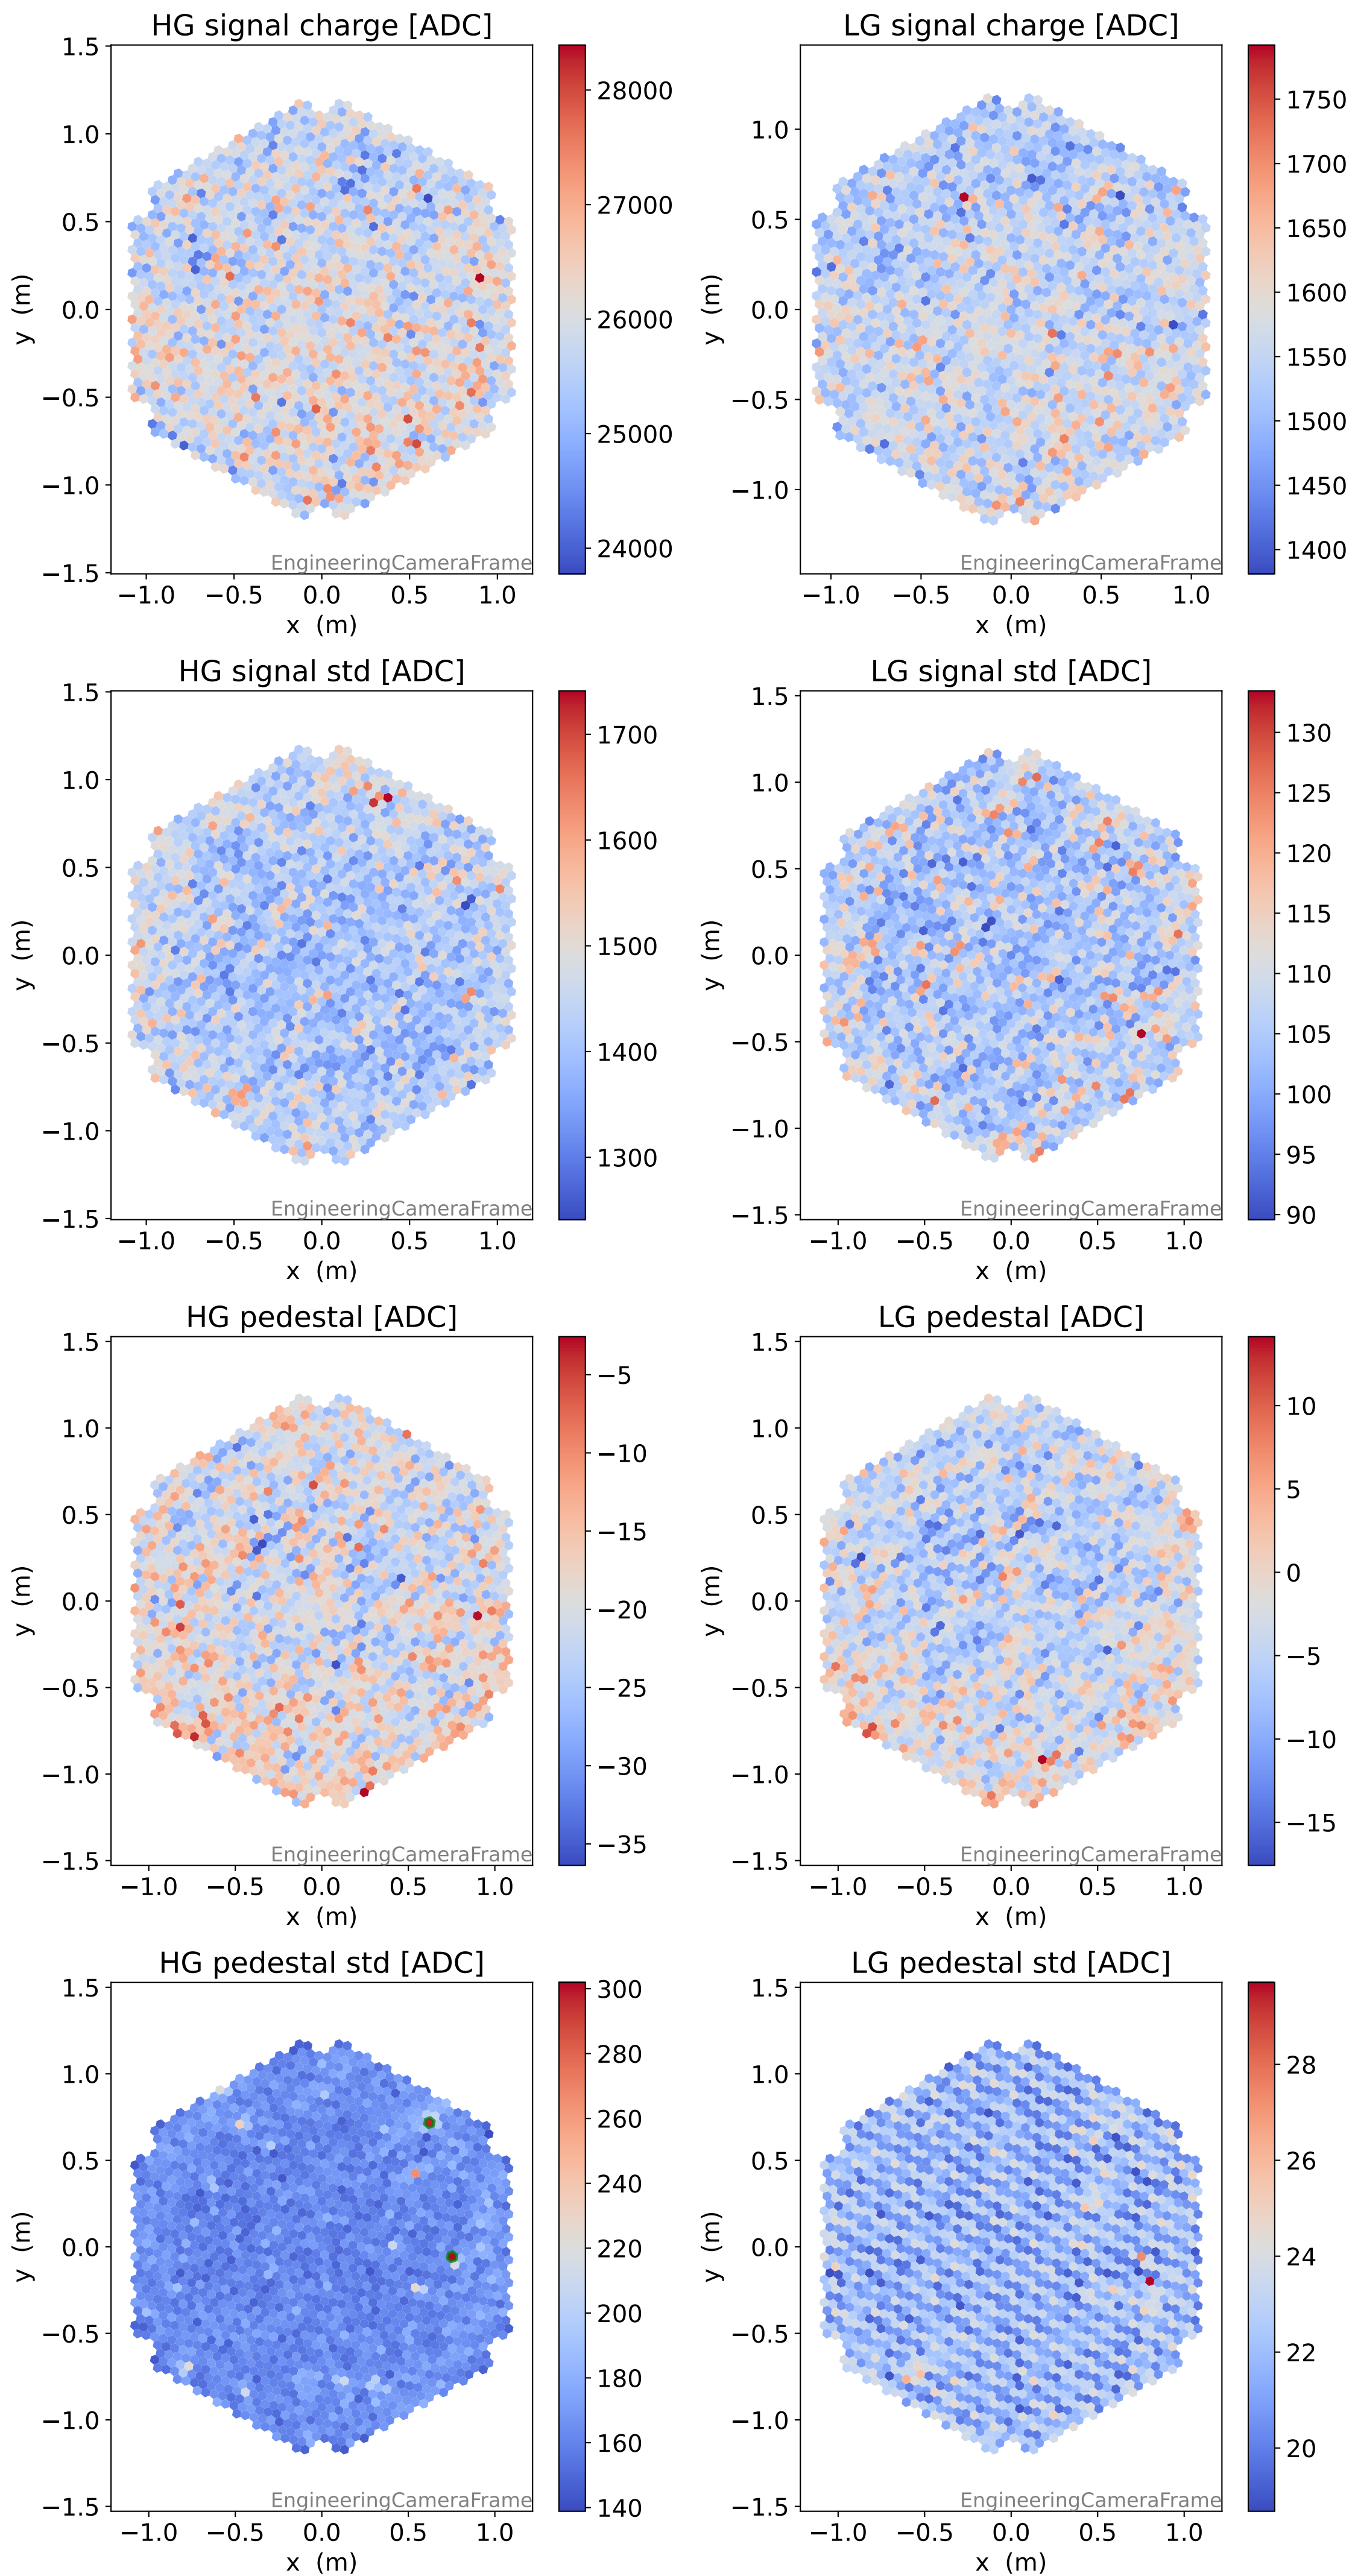 HG signal charge [ADC]
1.5
1.0
0.5
0.0
−0.5
−1.0
−1.5
y (m)
−1.0 −0.5 0.0 0.5 1.0
x (m)
EngineeringCameraFrame
28000
27000
26000
25000
24000
LG signal charge [ADC]
1.0
0.5
0.0
−0.5
−1.0
y (m)
−1.0 −0.5 0.0 0.5 1.0
x (m)
EngineeringCameraFrame
1750
1700
1650
1600
1550
1500
1450
1400
HG signal std [ADC]
1.5
1.0
0.5
0.0
−0.5
−1.0
−1.5
y (m)
−1.0 −0.5 0.0 0.5 1.0
x (m)
EngineeringCameraFrame
1700
1600
1500
1400
1300
LG signal std [ADC]
1.5
1.0
0.5
0.0
−0.5
−1.0
−1.5
y (m)
−1.0 −0.5 0.0 0.5 1.0
x (m)
EngineeringCameraFrame
130
125
120
115
110
105
100
95
90
HG pedestal [ADC]
1.5
1.0
0.5
0.0
−0.5
−1.0
−1.5
y (m)
−1.0 −0.5 0.0 0.5 1.0
x (m)
EngineeringCameraFrame
−5
−10
−15
−20
−25
−30
−35
LG pedestal [ADC]
1.5
1.0
0.5
0.0
−0.5
−1.0
−1.5
y (m)
−1.0 −0.5 0.0 0.5 1.0
x (m)
EngineeringCameraFrame
10
5
0
−5
−10
−15
HG pedestal std [ADC]
1.5
1.0
0.5
0.0
−0.5
−1.0
−1.5
y (m)
−1.0 −0.5 0.0 0.5 1.0
x (m)
EngineeringCameraFrame
300
280
260
240
220
200
180
160
140
LG pedestal std [ADC]
1.5
1.0
0.5
0.0
−0.5
−1.0
−1.5
y (m)
−1.0 −0.5 0.0 0.5 1.0
x (m)
EngineeringCameraFrame
28
26
24
22
20